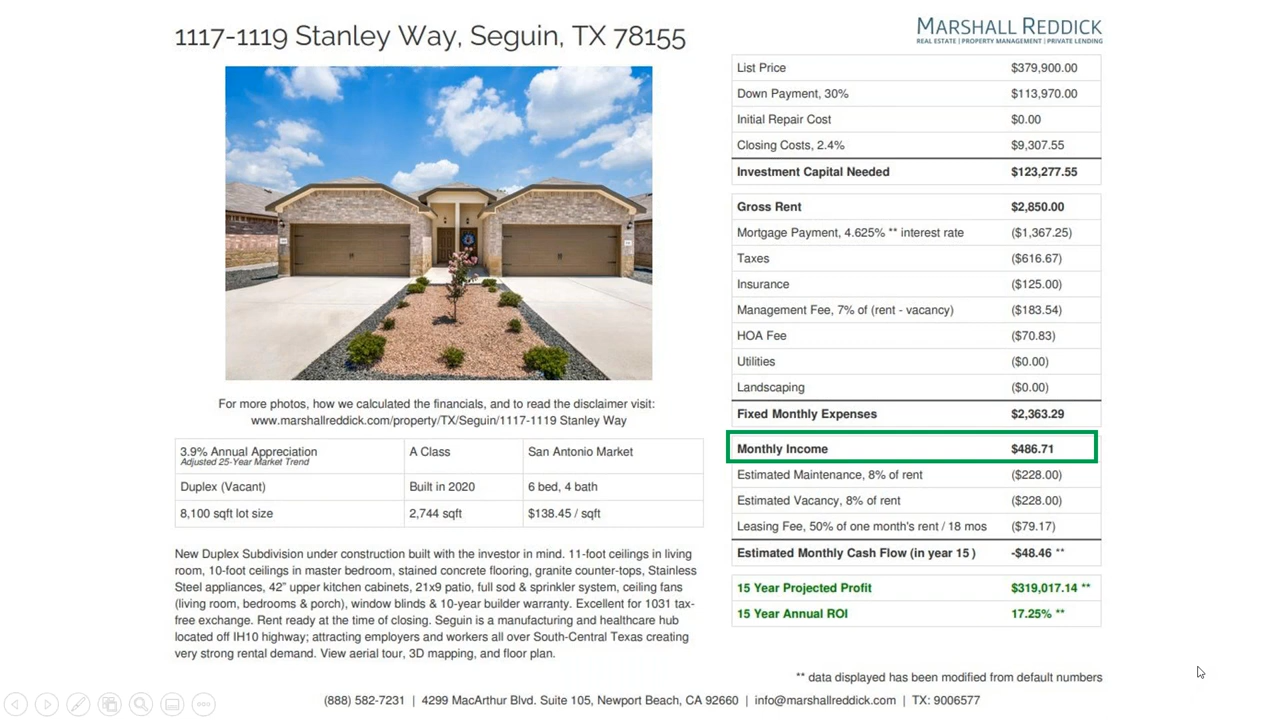 1117-1119 Stanley Way, Seguin, TX 78155
MARSHALL REDDICK
REAL ESTATE | PROPERTY MANAGEMENT | PRIVATE LENDING
For more photos, how we calculated the financials, and to read the disclaimer visit:
www.marshallreddick.com/property/TX/Seguin/1117-1119 Stanley Way
3.9% Annual Appreciation A Class San Antonio Market
Adjusted 25-Year Market Trend
Duplex (Vacant) Built in 2020 6 bed, 4 bath
8,100 sqft lot size 2,744 sqft $138.45 / sqft
New Duplex Subdivision under construction built with the investor in mind. 11-foot ceilings in living
room, 10-foot ceilings in master bedroom, stained concrete flooring, granite counter-tops, Stainless
Steel appliances, 42” upper kitchen cabinets, 21x9 patio, full sod & sprinkler system, ceiling fans
(living room, bedrooms & porch), window blinds & 10-year builder warranty. Excellent for 1031 tax-
free exchange. Rent ready at the time of closing. Seguin is a manufacturing and healthcare hub
located off IH10 highway; attracting employers and workers all over South-Central Texas creating
very strong rental demand. View aerial tour, 3D mapping, and floor plan.
List Price $379,900.00
Down Payment, 30% $113,970.00
Initial Repair Cost $0.00
Closing Costs, 2.4% $9,307.55
Investment Capital Needed $123,277.55
Gross Rent $2,850.00
Mortgage Payment, 4.625% ** interest rate ($1,367.25)
Taxes ($616.67)
Insurance ($125.00)
Management Fee, 7% of (rent - vacancy) ($183.54)
HOA Fee ($70.83)
Utilities ($0.00)
Landscaping ($0.00)
Fixed Monthly Expenses $2,363.29
Monthly Income $486.71
Estimated Maintenance, 8% of rent ($228.00)
Estimated Vacancy, 8% of rent ($228.00)
Leasing Fee, 50% of one month's rent / 18 mos ($79.17)
Estimated Monthly Cash Flow (in year 15 ) -$48.46 **
15 Year Projected Profit $319,017.14 **
15 Year Annual ROI 17.25% **
** data displayed has been modified from default numbers
(888) 582-7231 | 4299 MacArthur Blvd. Suite 105, Newport Beach, CA 92660 | info@marshallreddick.com | TX: 9006577